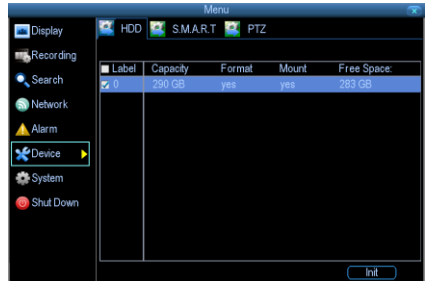 Menu
Display
Recording
Search
Network
Alarm
Device
System
Shut Down
HDD S.M.A.R.T PTZ
Label Capacity Format Mount Free Space:
0 290 GB yes yes 283 GB
Init